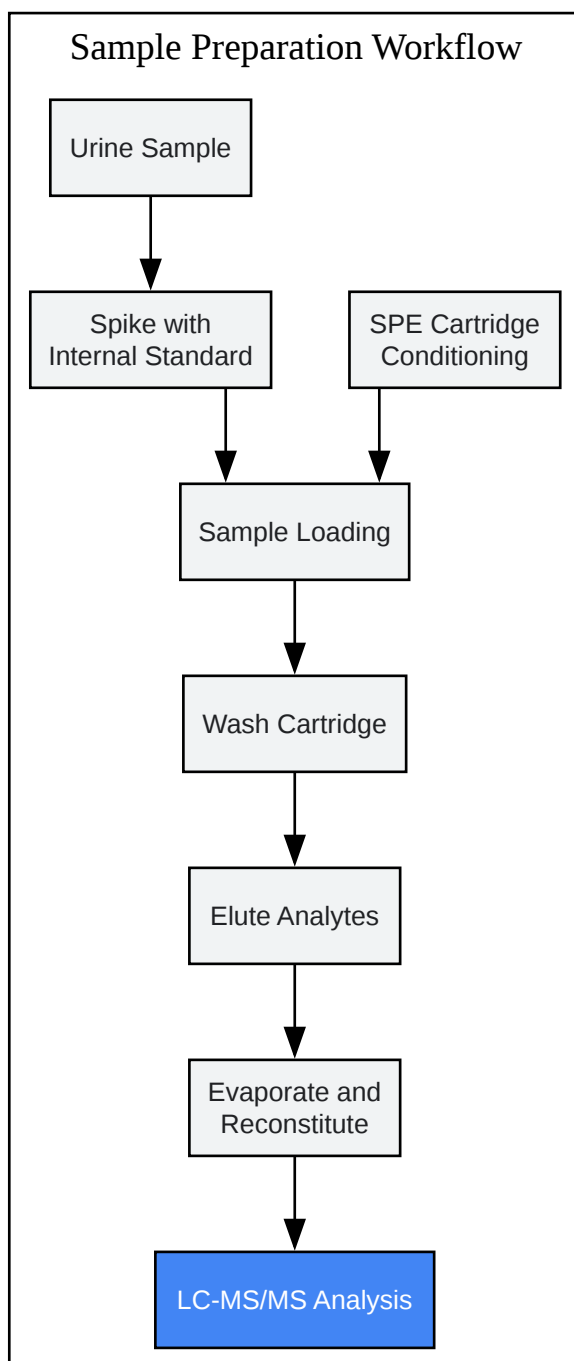 Sample Preparation Workflow
Urine Sample
Spike with
Internal Standard
SPE Cartridge
Conditioning
Sample Loading
Wash Cartridge
Elute Analytes
Evaporate and
Reconstitute
LC-MS/MS Analysis